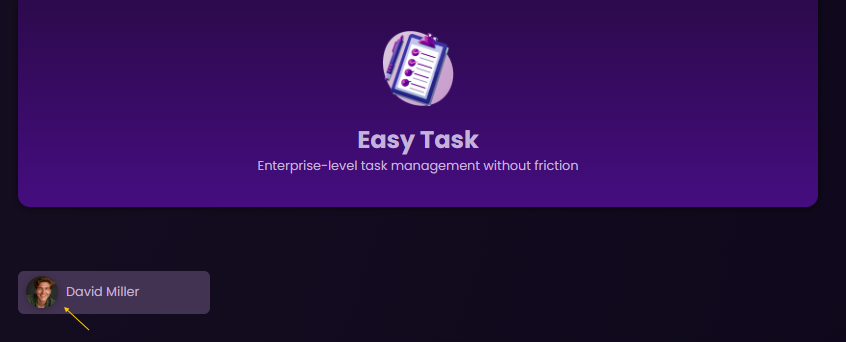 Easy Task
Enterprise-level task management without friction
David Miller